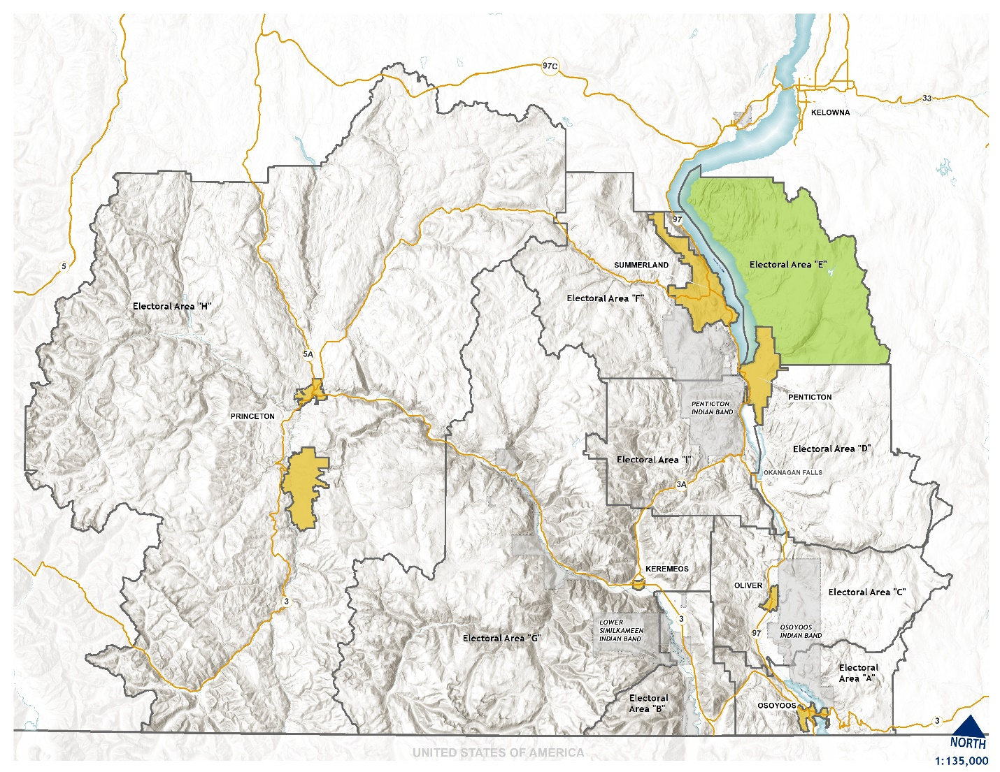 97C
33
KELOWNA
97
5
SUMMERLAND
Electoral Area "E"
Electoral Area "F"
Electoral Area "H"
5A
PENTICTON
INDIAN BAND
PENTICTON
PRINCETON
Electoral Area "D"
Electoral Area "I"
OKANAGAN FALLS
3A
KEREMEOS
OLIVER
Electoral Area "C"
3
3
LOWER
SIMILKAMEEN
INDIAN BAND
97
OSOYOOS
INDIAN BAND
Electoral Area "G"
Electoral
Area "A"
Electoral
Area "B"
OSOYOOS
3
NORTH
UNITED STATES OF AMERICA
1:135,000